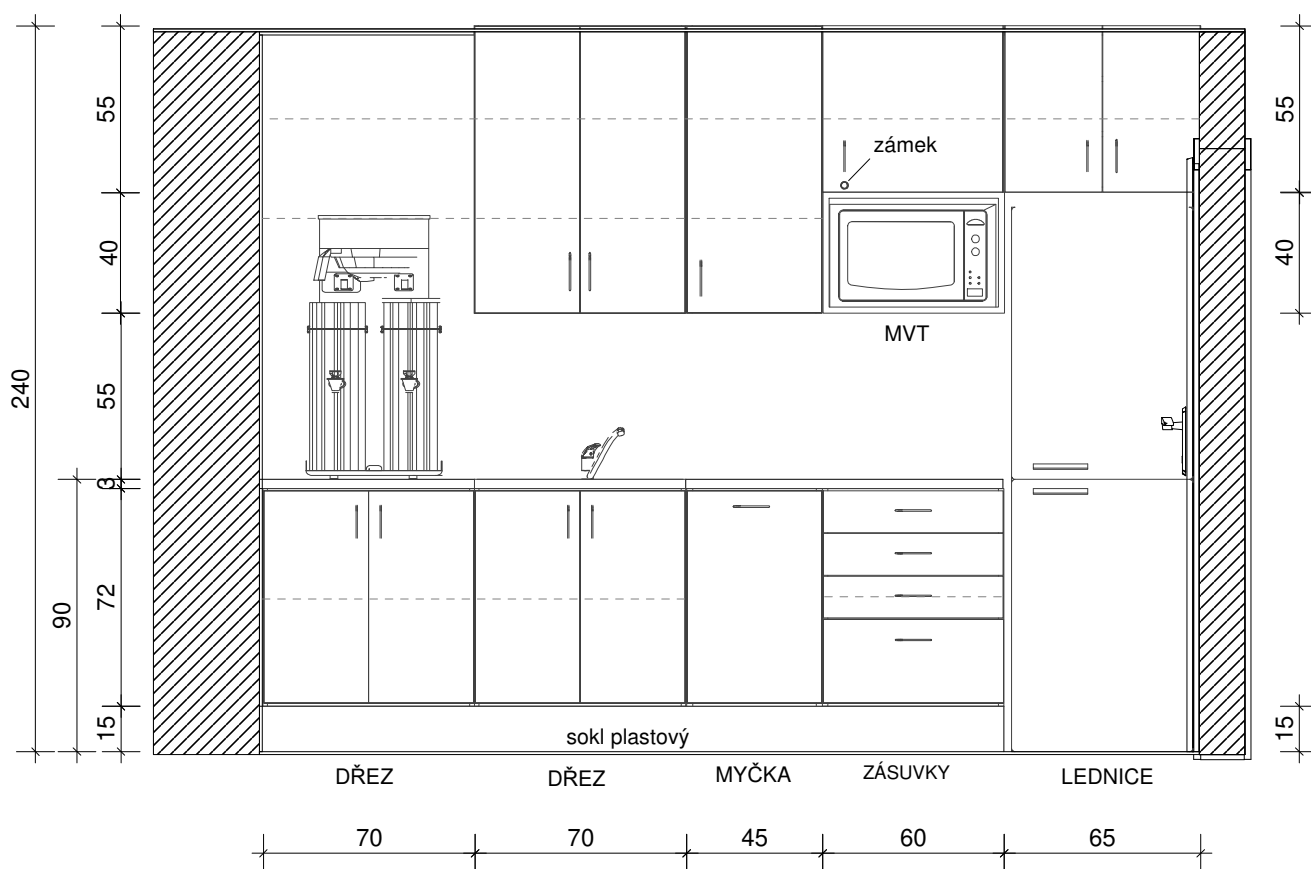 55
55
zámek
40
40
MVT
240
55
3
72
90
15
15
sokl plastový
DŘEZ
DŘEZ
MYČKA
ZÁSUVKY
LEDNICE
70
70
45
60
65